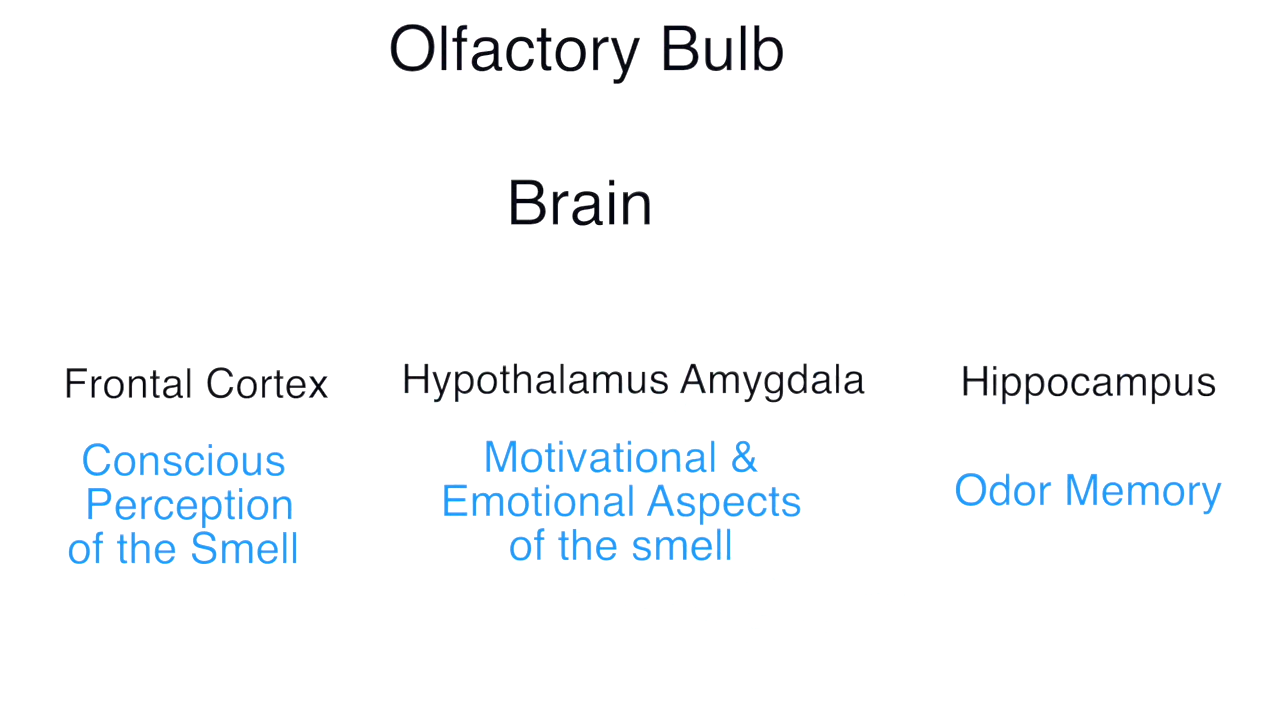 Olfactory Bulb
Brain
Frontal Cortex
Conscious
Perception
of the Smell
Hypothalamus Amygdala
Motivational &
Emotional Aspects
of the smell
Hippocampus
Odor Memory